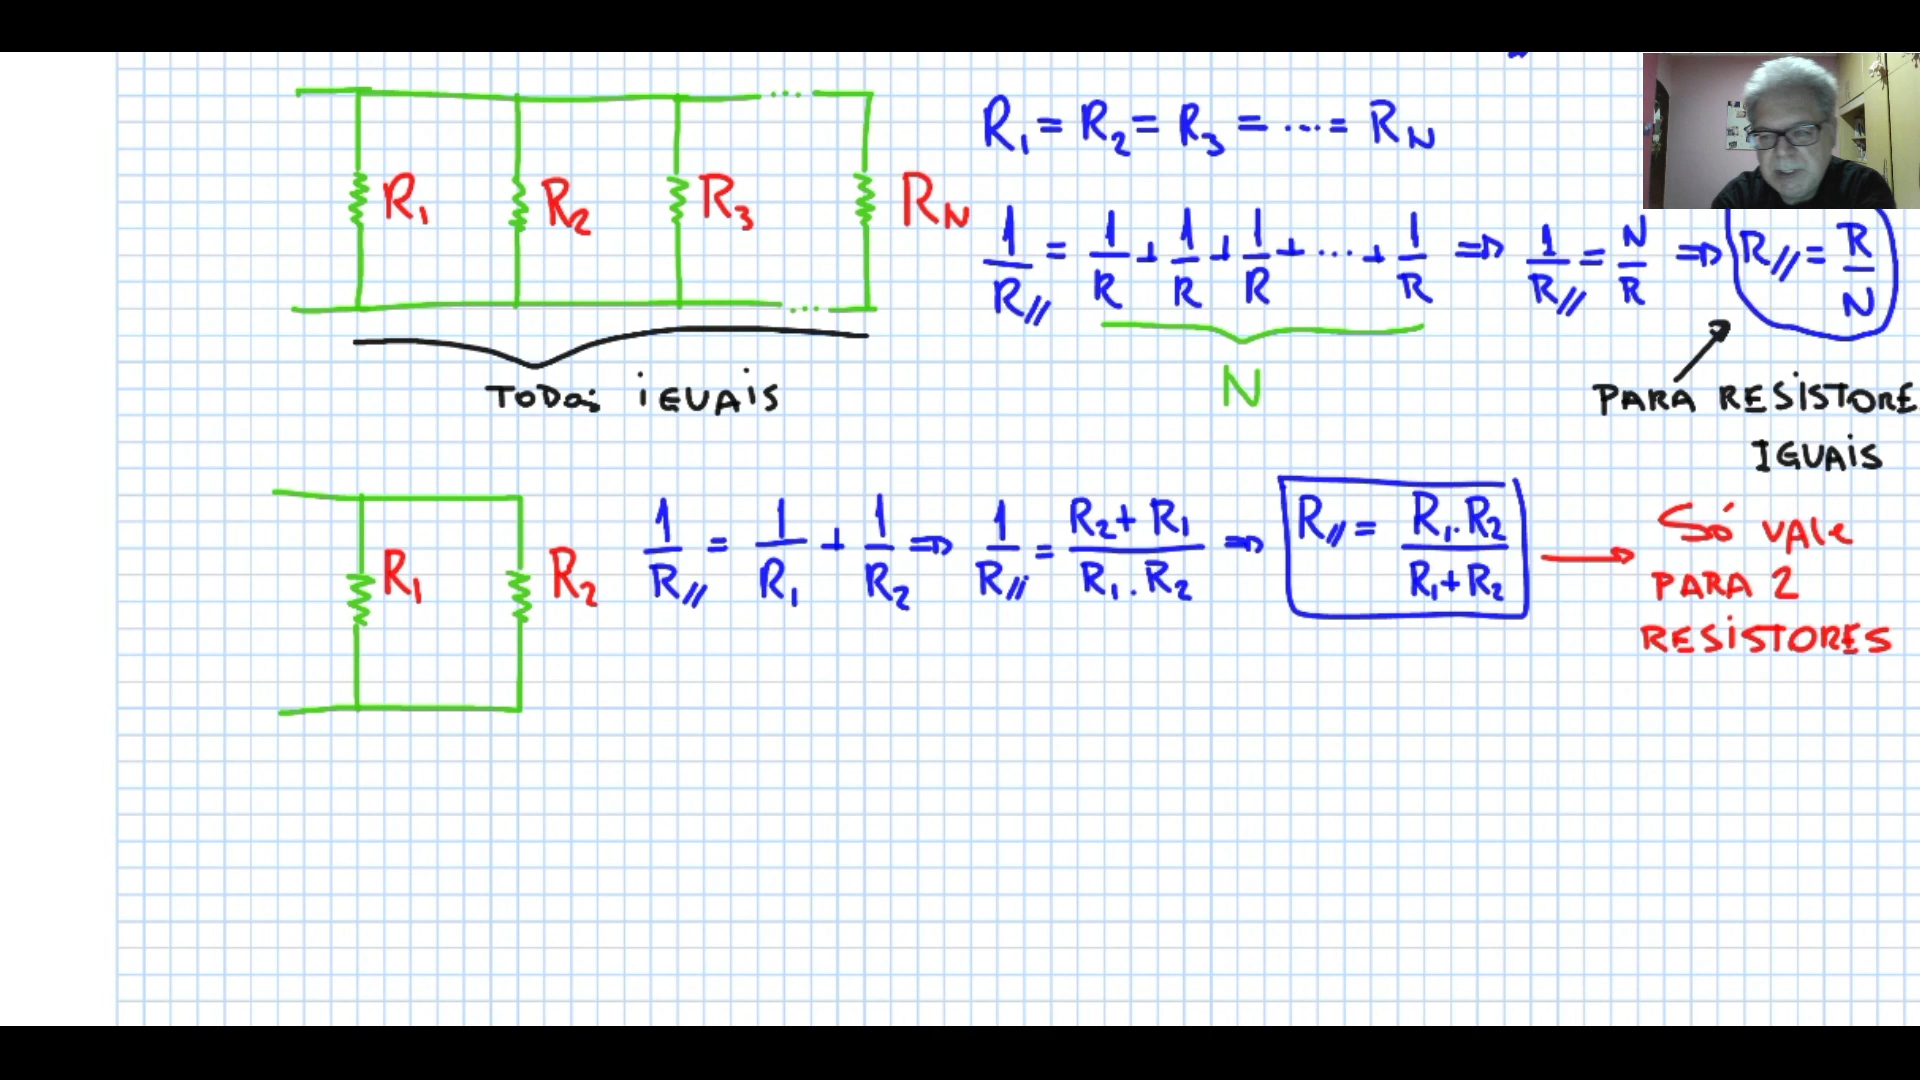 R₁ R₂ R₃ R_N
R₁ = R₂ = R₃ = ... = R_N
1/R// = 1/R + 1/R + 1/R + ... + 1/R ⇒ 1/R// = N/R ⇒ R// = R/N
N
TODOS IGUAIS
PARA RESISTORE
IGUAIS
R₁ R₂
1/R// = 1/R₁ + 1/R₂ ⇒ 1/R// = R₂ + R₁/R₁ . R₂ ⇒ R// = R₁ . R₂/R₁ + R₂
Só VALE
PARA 2
RESISTORES